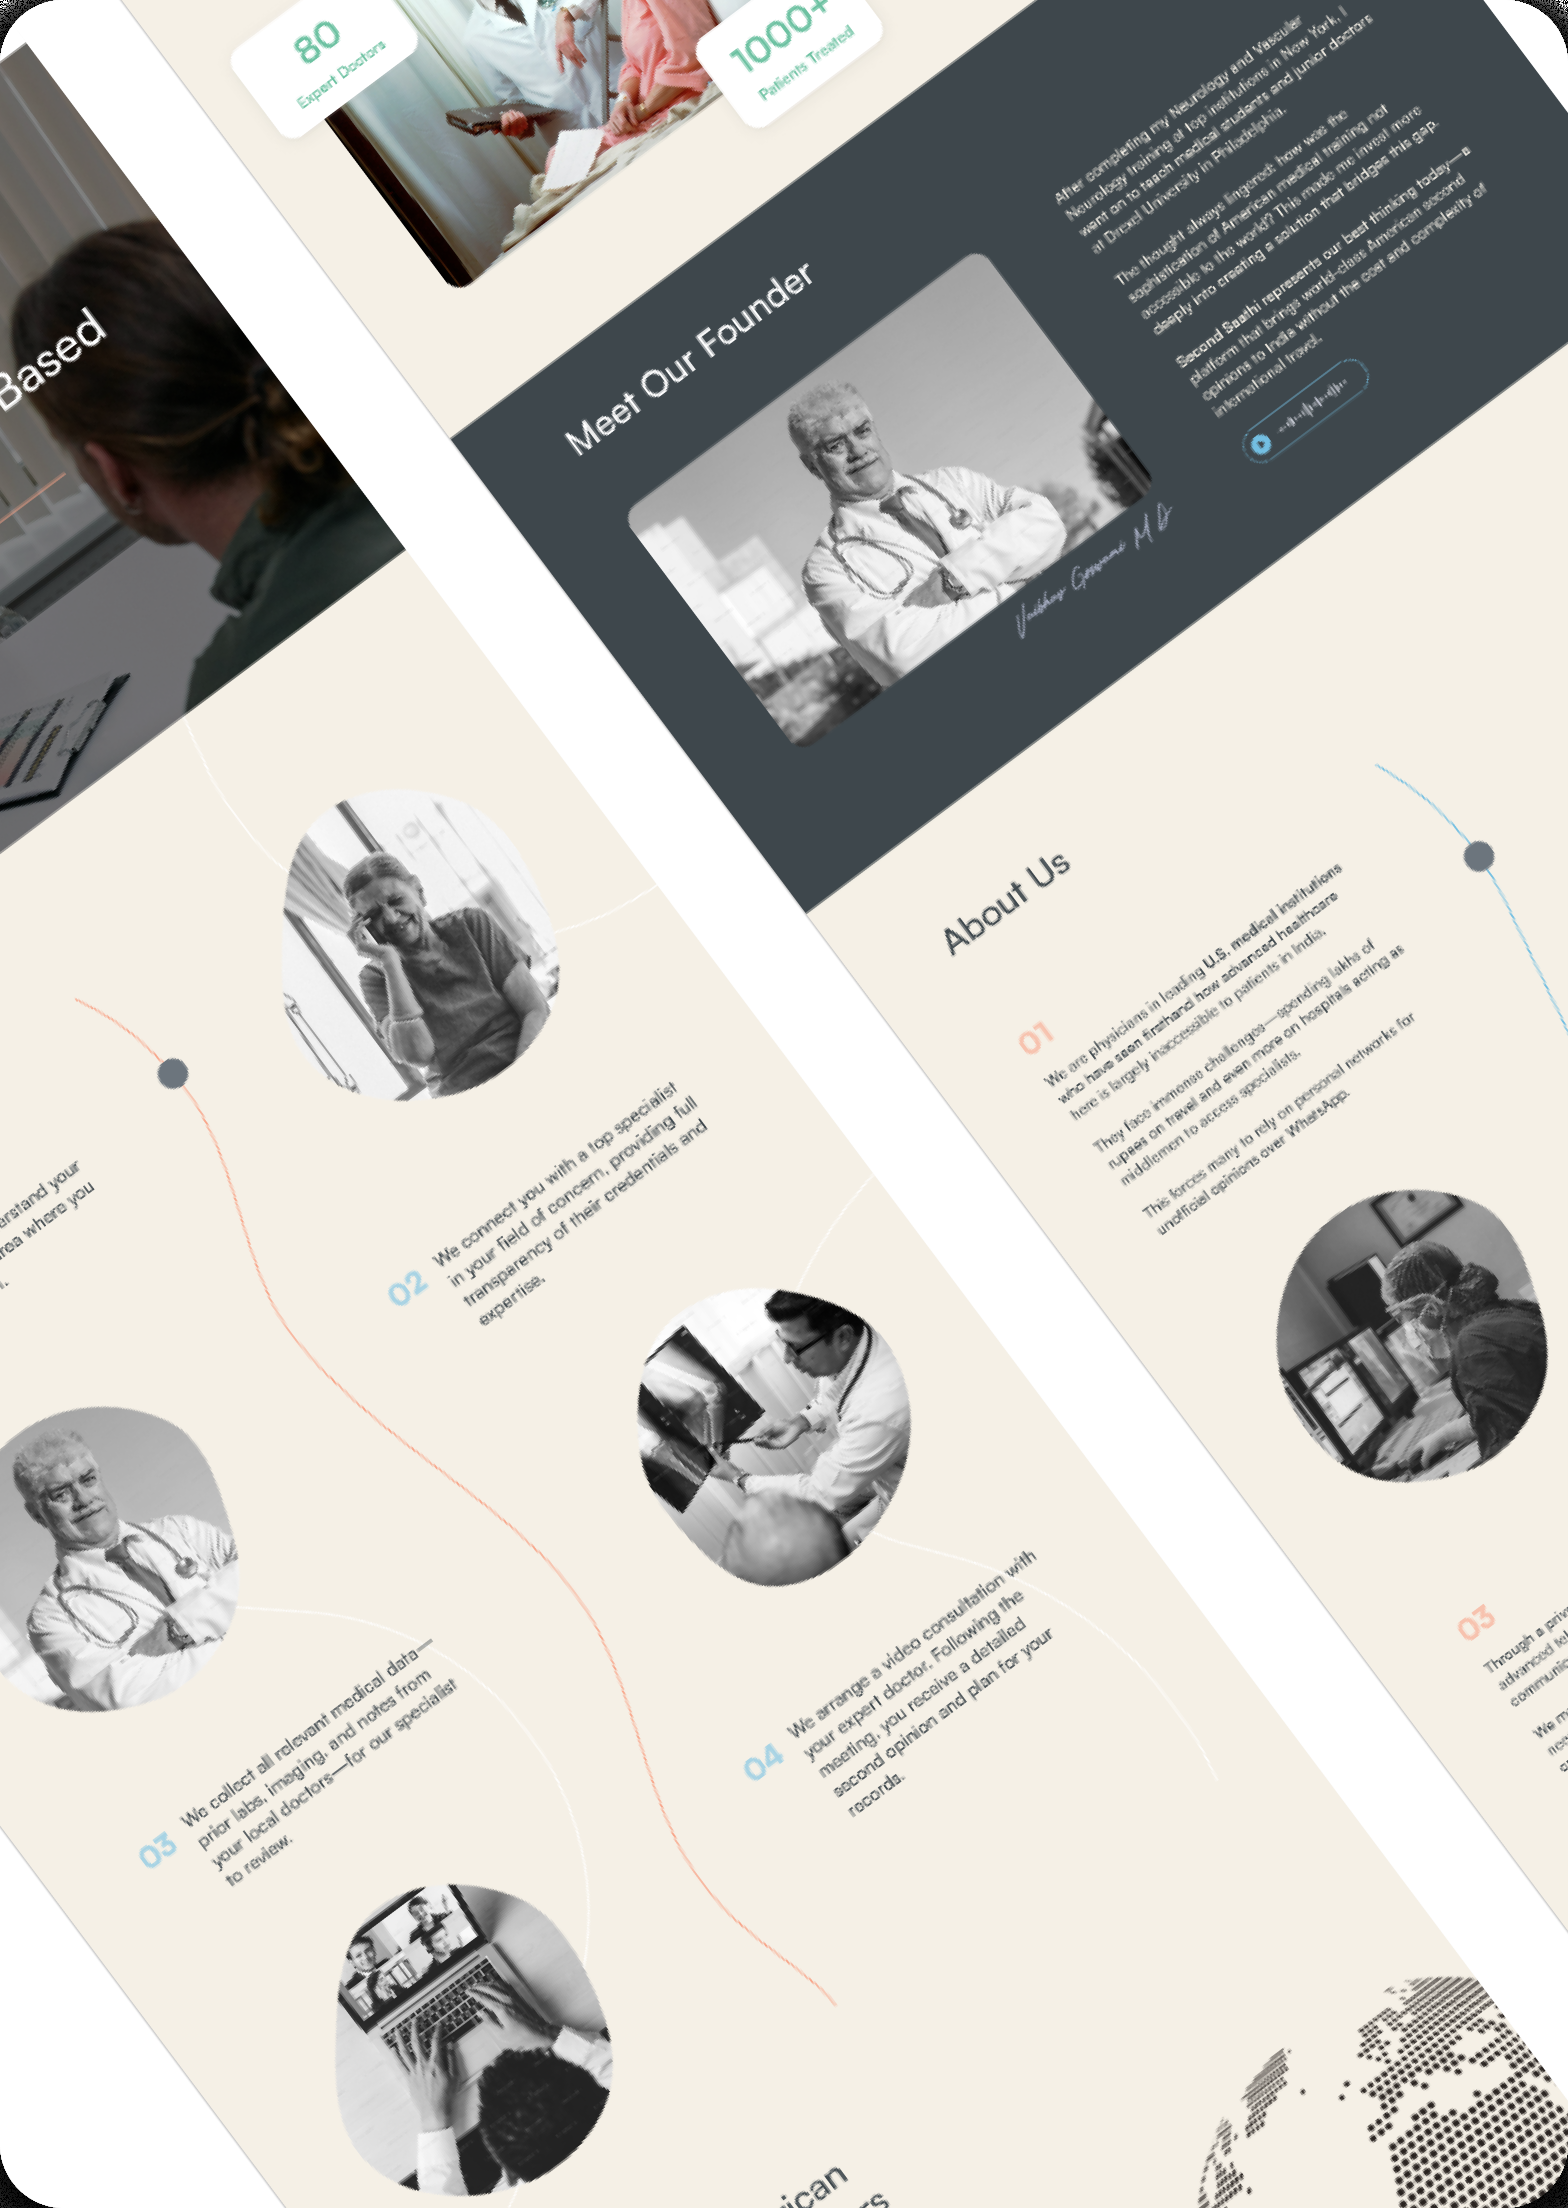 80
Expert Doctors
1000+
Patients Treated
Based
Meet Our Founder
After completing my Neurology and Vascular
Neurology training at top institutions in New York, I
went on to teach medical students and junior doctors
at Drexel University in Philadelphia.
The thought always lingered: how was the
sophistication of American medical training not
accessible to the world? This made me invest more
deeply into creating a solution that bridges this gap.
Second Saathi represents our best thinking today—a
platform that brings world-class American second
opinions to India without the cost and complexity of
international travel.
Vaibhav Goswami M D
erstand your
rea where you
02
We connect you with a top specialist
in your field of concern, providing full
transparency of their credentials and
expertise.
03
We collect all relevant medical data—
prior labs, imaging, and notes from
your local doctors—for our specialist
to review.
04
We arrange a video consultation with
your expert doctor. Following the
meeting, you receive a detailed
second opinion and plan for your
records.
ican
rs
About Us
01
We are physicians in leading U.S. medical institutions
who have seen firsthand how advanced healthcare
here is largely inaccessible to patients in India.
They face immense challenges—spending lakhs of
rupees on travel and even more on hospitals acting as
middlemen to access specialists.
This forces many to rely on personal networks for
unofficial opinions over WhatsApp.
03
Through a priv
advanced tel
communic
We m